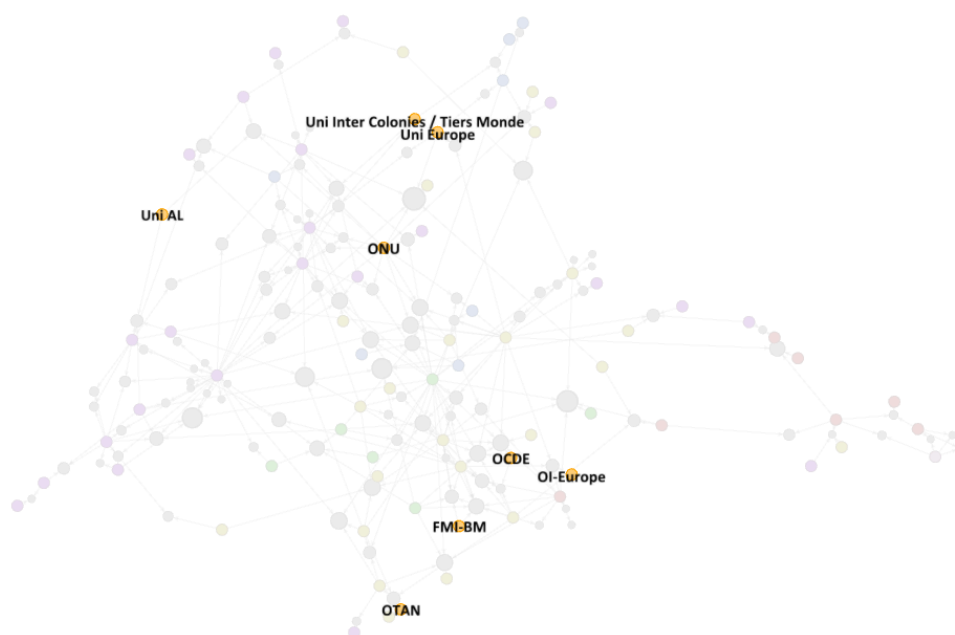 Uni Inter Colonies / Tiers Monde
Uni Europe
Uni AL
ONU
OCDE
OI-Europe
FMI-BM
OTAN